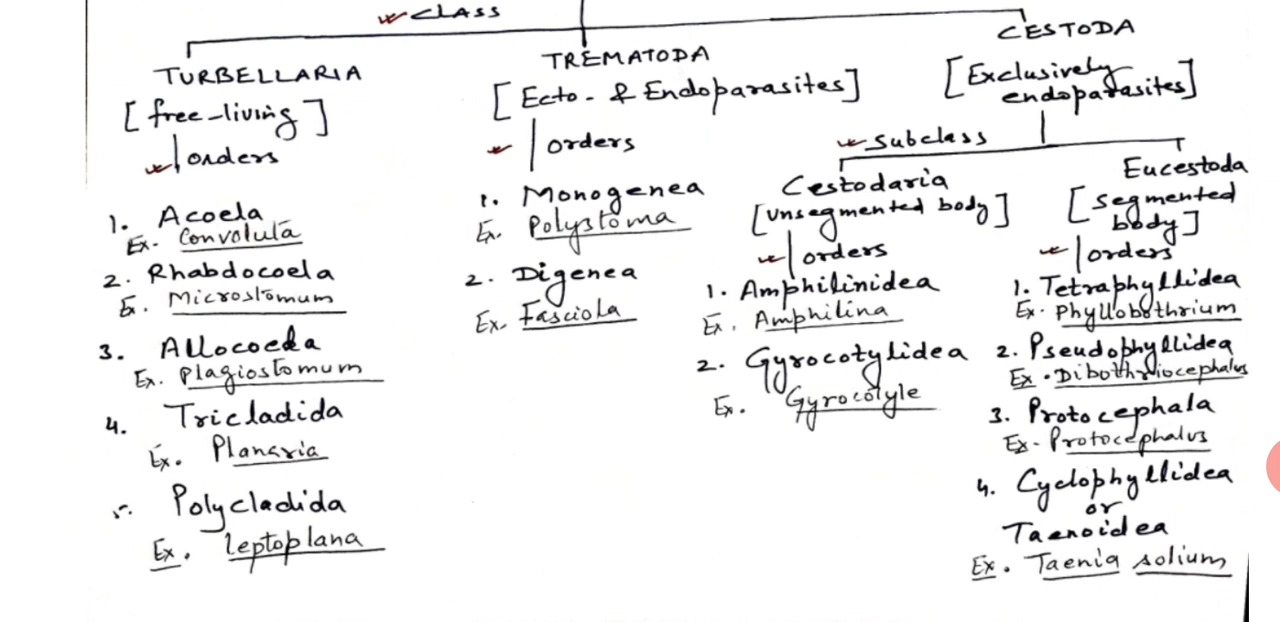 class
TURBELLARIA
[free-living]
orders
1. Acoela
Ex. Convoluta
2. Rhabdocoela
Ex. Microstomum
3. Allocoela
Ex. Plagiostomum
4. Tricladida
Ex. Planaria
5. Polycladida
Ex. leptoplana
TREMATODA
[Ecto- & Endoparasites]
orders
1. Monogenea
Ex. Polystoma
2. Digenea
Ex. Fasciola
CESTODA
[Exclusively
endoparasites]
Subclass
Cestodaria
[Unsegmented body]
orders
1. Amphilinidea
Ex. Amphilina
2. Gyrocotylidea
Ex. Gyrocotyle
Eucestoda
[segmented
body]
orders
1. Tetraphyllidea
Ex. Phyllobothrium
2. Pseudophyllidea
Ex. Dibothriocephalus
3. Protocephala
Ex- Protocephalus
4. Cyclophyllidea
or
Taenoidea
Ex. Taenia solium